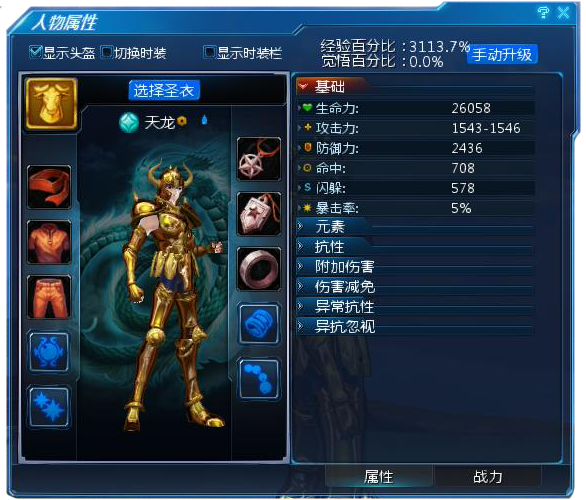 人物属性
显示头盔 切换时装 显示时装栏
经验百分比：3113.7%
觉悟百分比：0.0%
手动升级
选择圣衣
天龙
基础
生命力: 26058
攻击力: 1543-1546
防御力: 2436
命中: 708
闪躲: 578
暴击率: 5%
元素
抗性
附加伤害
伤害减免
异常抗性
异抗忽视
属性 战力